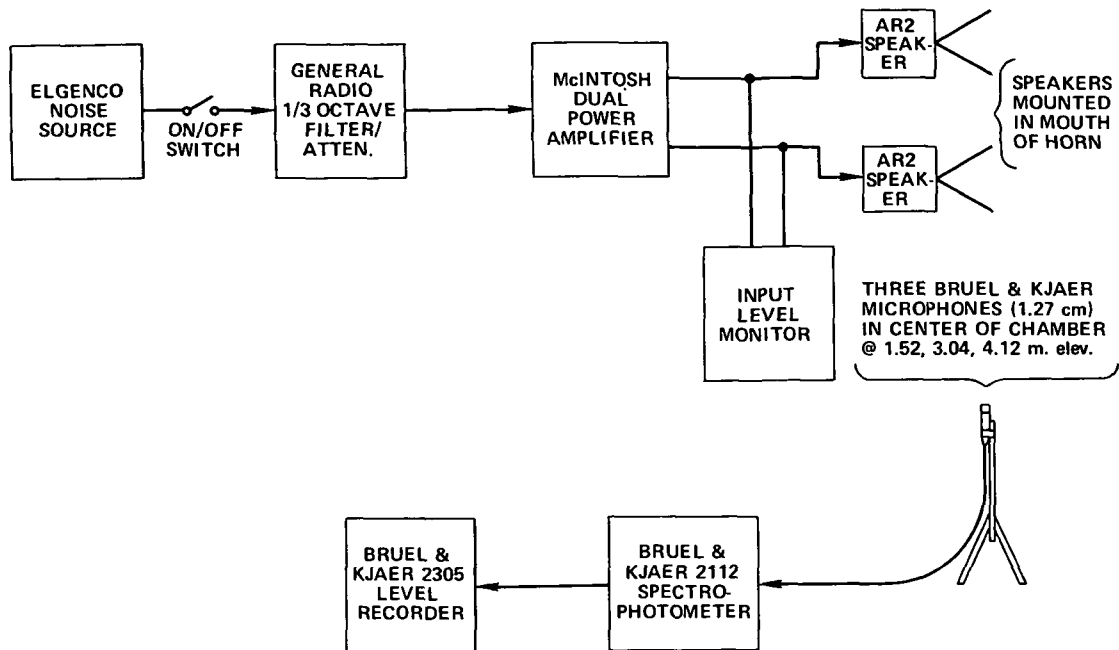 ELGENCO
NOISE
SOURCE
ON/OFF
SWITCH
GENERAL
RADIO
1/3 OCTAVE
FILTER/
ATTEN.
McINTOSH
DUAL
POWER
AMPLIFIER
AR2
SPEAK-
ER
SPEAKERS
MOUNTED
IN MOUTH
OF HORN
AR2
SPEAK-
ER
INPUT
LEVEL
MONITOR
THREE BRUEL & KJAER
MICROPHONES (1.27 cm)
IN CENTER OF CHAMBER
@ 1.52, 3.04, 4.12 m. elev.
BRUEL &
KJAER 2305
LEVEL
RECORDER
BRUEL &
KJAER 2112
SPECTRO-
PHOTOMETER